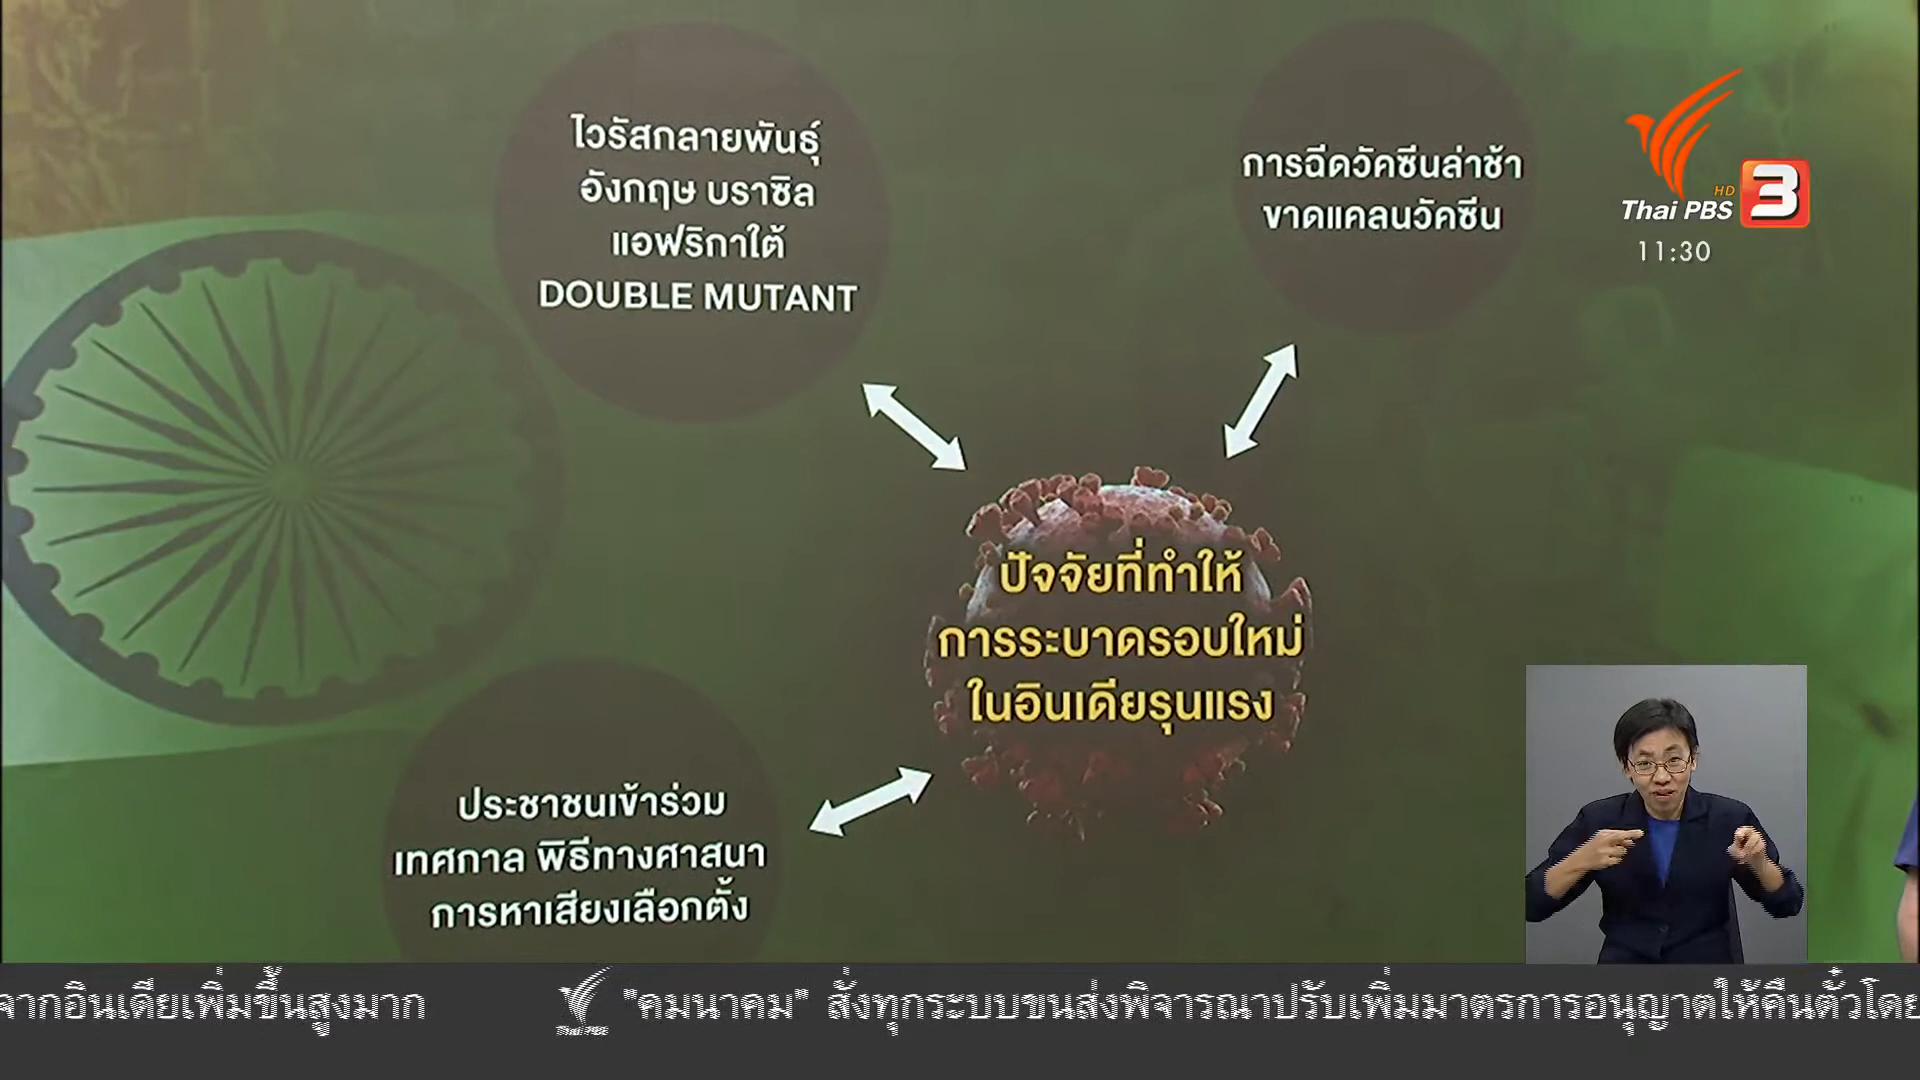 ไวรัสกลายพันธุ์
อังกฤษ บราซิล
แอฟริกาใต้
DOUBLE MUTANT
การฉีดวัคซีนล่าช้า
ขาดแคลนวัคซีน
HD
Thai PBS 3
11:30
ปัจจัยที่ทำให้
การระบาดรอบใหม่
ในอินเดียรุนแรง
ประชาชนเข้าร่วม
เทศกาล พิธีทางศาสนา
การหาเสียงเลือกตั้ง
จากอินเดียเพิ่มขึ้นสูงมาก Thai PBS "คมนาคม" สั่งทุกระบบขนส่งพิจารณาปรับเพิ่มมาตรการอนุญาตให้คืนตั๋วโดย